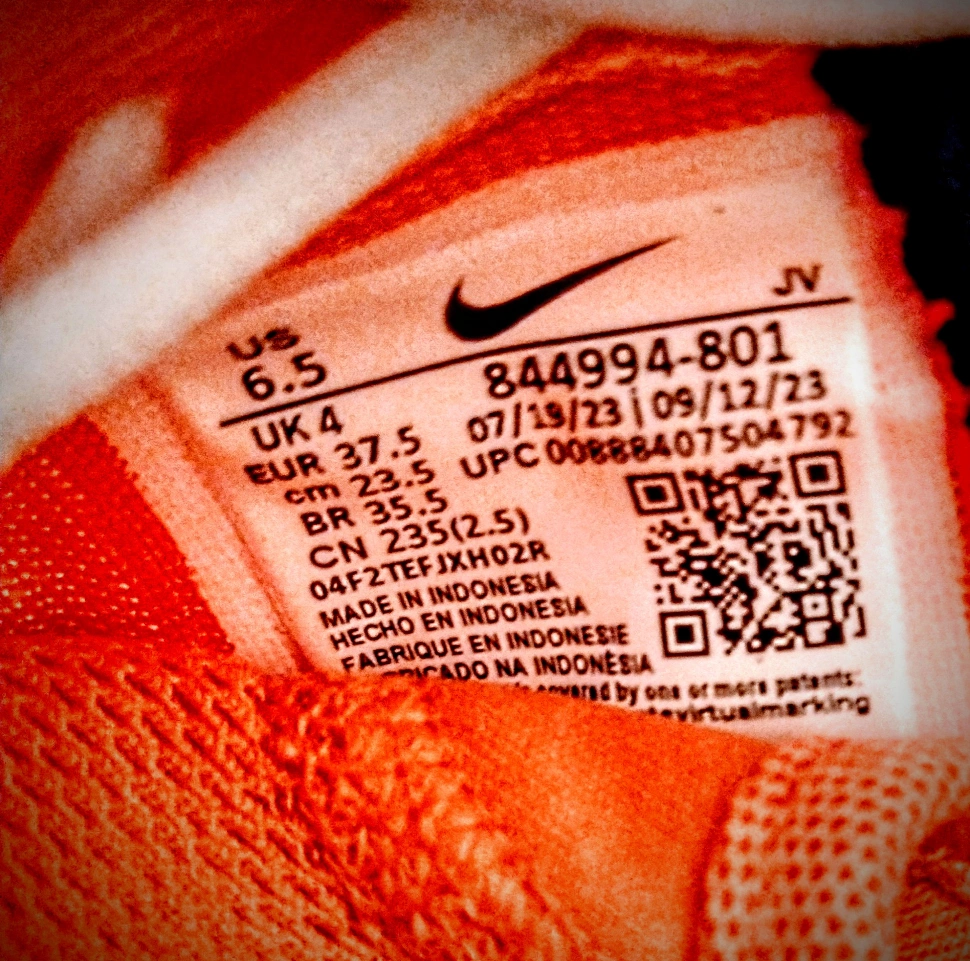 JV
US
6.5
844994-801
UK 4
07/19/23 | 09/12/23
EUR 37.5
UPC 00888407504792
cm 23.5
BR 35.5
CN 235(2.5)
04F2TEFJXH02R
MADE IN INDONESIA
HECHO EN INDONESIA
FABRIQUE EN INDONESIE
NA INDONÉSIA
covered by one or more patents: